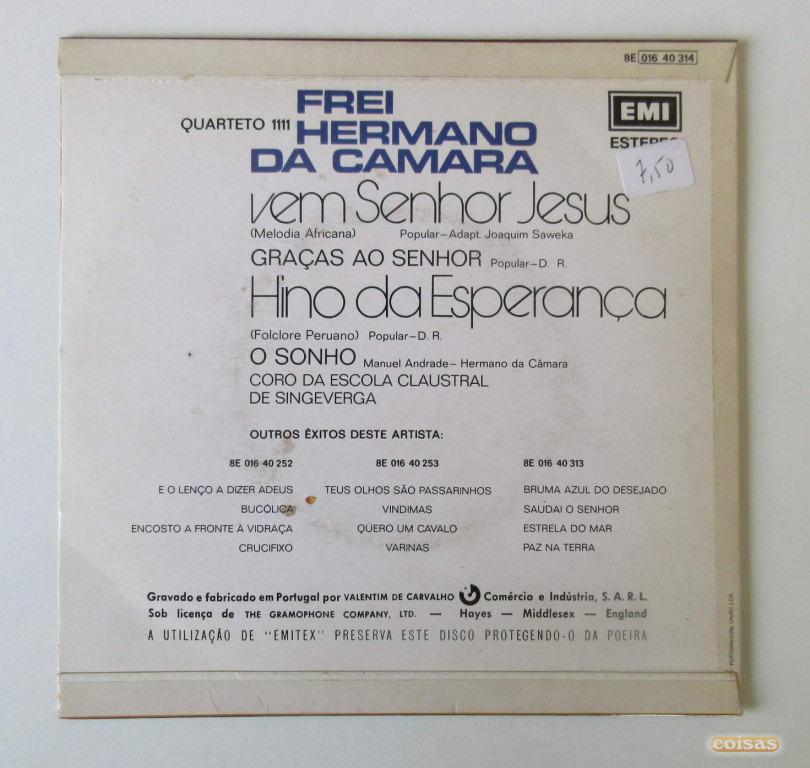 8E 016 40 314
FREI
QUARTETO 1111 HERMANO
DA CAMARA
EMI
ESTEREO
7,50
vem Senhor Jesus
(Melodia Africana) Popular-Adapt. Joaquim Saweka
GRAÇAS AO SENHOR Popular-D. R.
Hino da Esperança
(Folclore Peruano) Popular-D. R.
O SONHO Manuel Andrade-Hermano da Câmara
CORO DA ESCOLA CLAUSTRAL
DE SINGEVERGA
OUTROS ÊXITOS DESTE ARTISTA:
8E 016 40 252 8E 016 40 253 8E 016 40 313
E O LENÇO A DIZER ADEUS TEUS OLHOS SÃO PASSARINHOS BRUMA AZUL DO DESEJADO
BUCÓLICA VINDIMAS SAUDAI O SENHOR
ENCOSTO A FRONTE À VIDRAÇA QUERO UM CAVALO ESTRELA DO MAR
CRUCIFIXO VARINAS PAZ NA TERRA
Gravado e fabricado em Portugal por VALENTIM DE CARVALHO Comércio e Indústria, S. A. R. L.
Sob licença de THE GRAMOPHONE COMPANY, LTD. — Hayes — Middlesex — England
A UTILIZAÇÃO DE "EMITEX" PRESERVA ESTE DISCO PROTEGENDO-O DA POEIRA
FOTOGRAVURA UNIÃO LDA
coisas